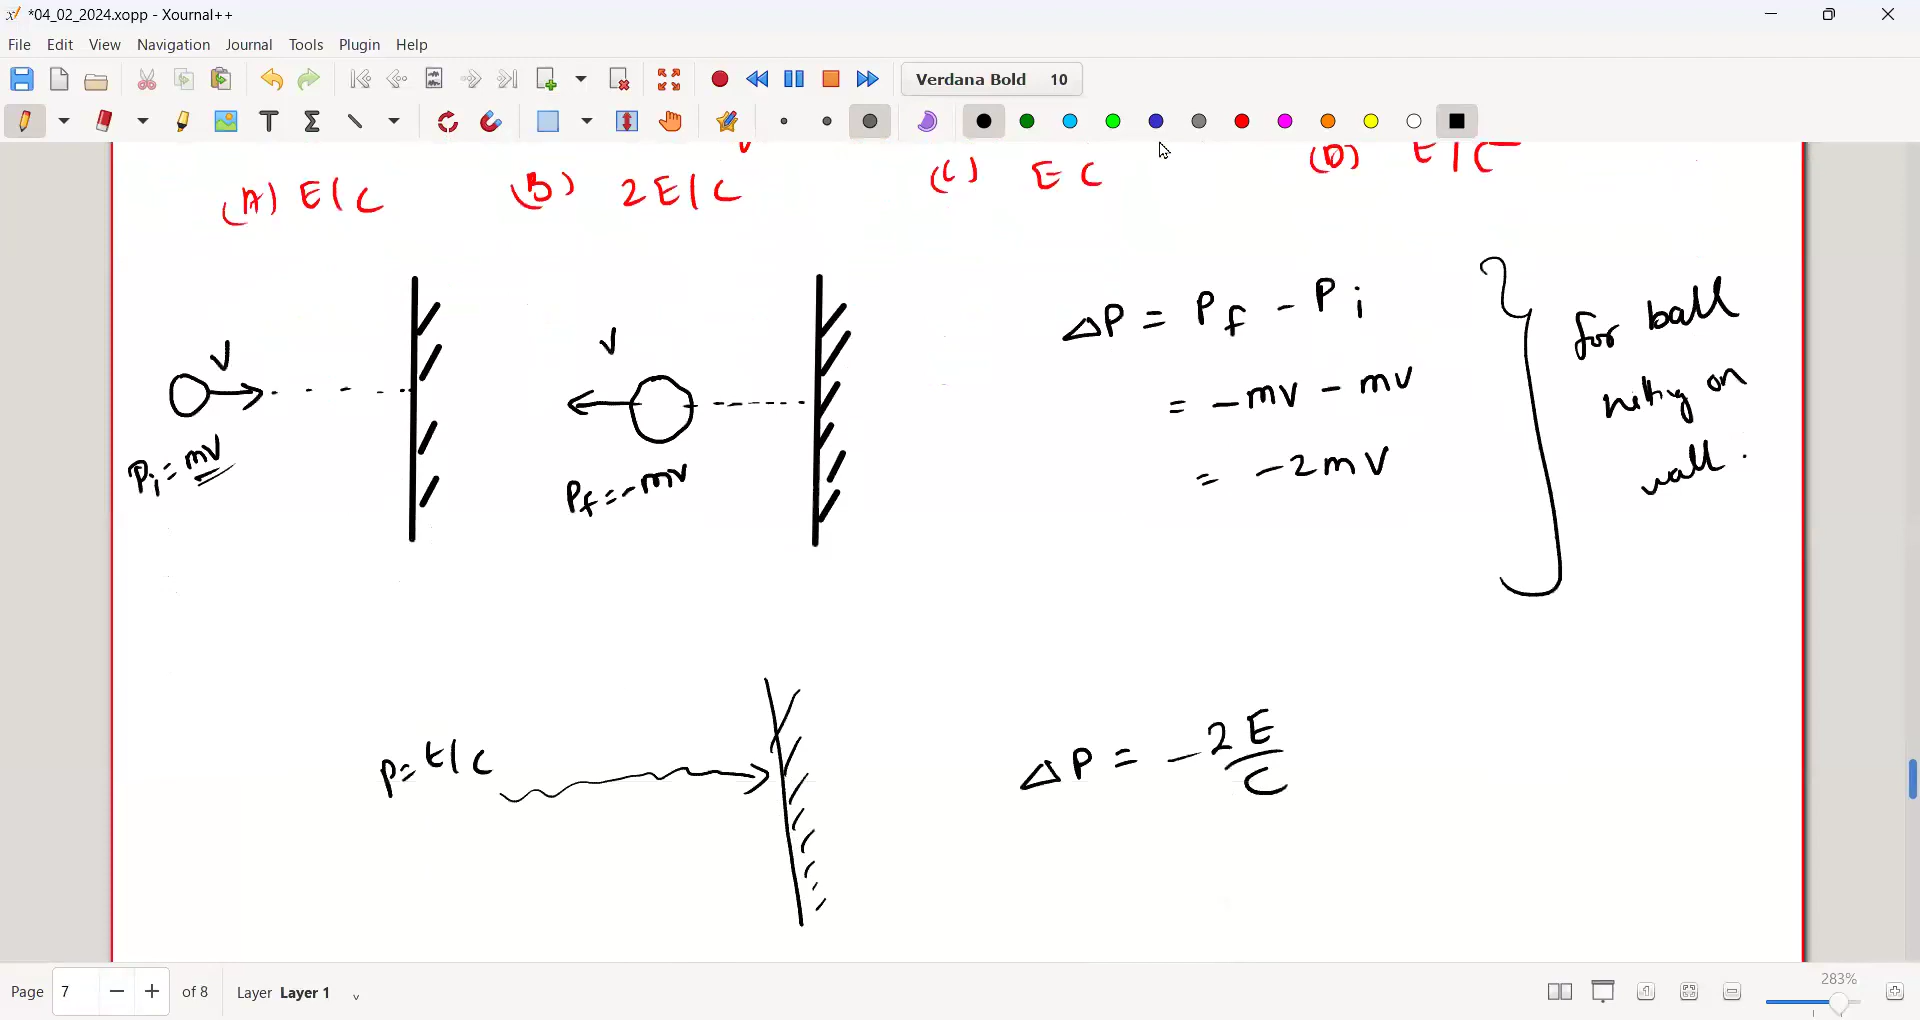 *04_02_2024.xopp - Xournal++
File Edit View Navigation Journal Tools Plugin Help
Verdana Bold 10
(A) E/C (B) 2E/C (C) EC (D) E/C
V
Pi = mv
V
Pf = -mv
ΔP = Pf - Pi
= -mv - mv
= -2mV
for ball
hitting on
wall.
P = E/C
ΔP = -2E/C
Page 7 of 8 Layer Layer 1 283%